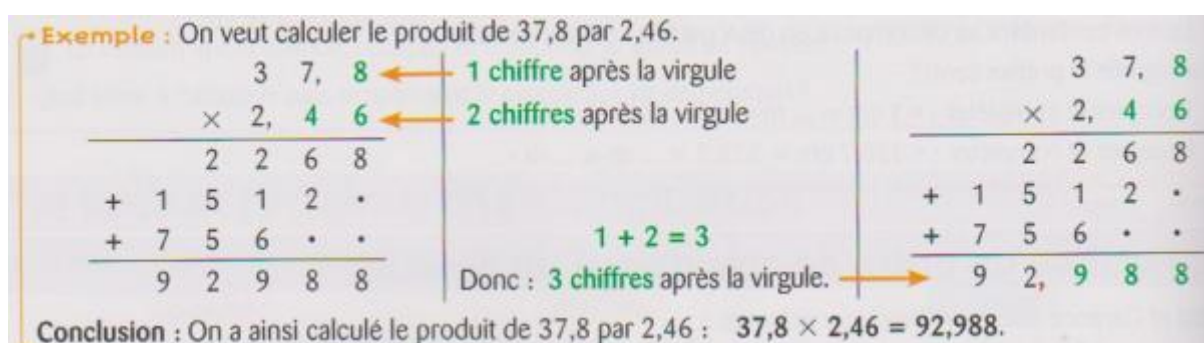 Exemple : On veut calculer le produit de 37,8 par 2,46.
3 7, 8 ← 1 chiffre après la virgule 3 7, 8
× 2, 4 6 ← 2 chiffres après la virgule × 2, 4 6
2 2 6 8 2 2 6 8
+ 1 5 1 2 • + 1 5 1 2 •
+ 7 5 6 • • 1 + 2 = 3 + 7 5 6 • •
9 2 9 8 8 Donc : 3 chiffres après la virgule. → 9 2, 9 8 8
Conclusion : On a ainsi calculé le produit de 37,8 par 2,46 : 37,8 × 2,46 = 92,988.